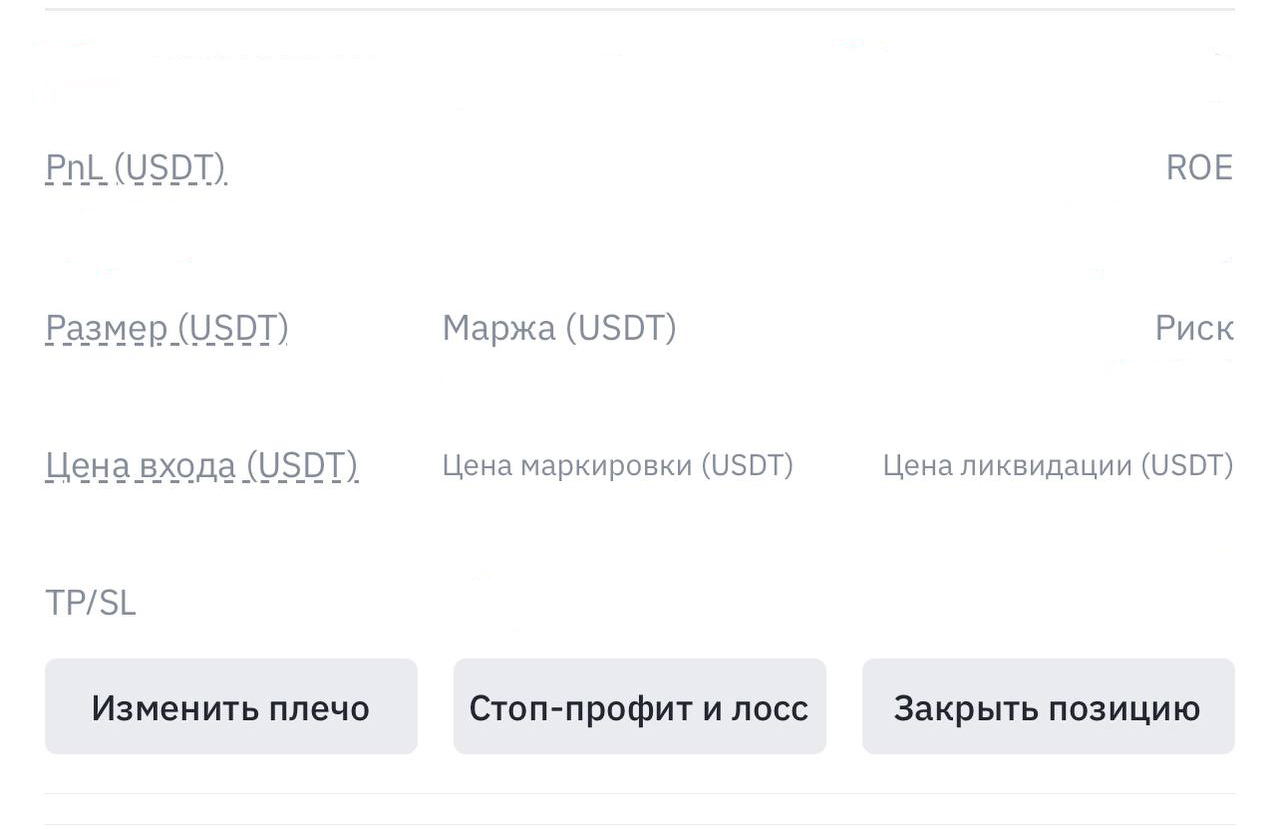 PnL (USDT) ROE
Размер (USDT) Маржа (USDT) Риск
Цена входа (USDT) Цена маркировки (USDT) Цена ликвидации (USDT)
TP/SL
Изменить плечо Стоп-профит и лосс Закрыть позицию